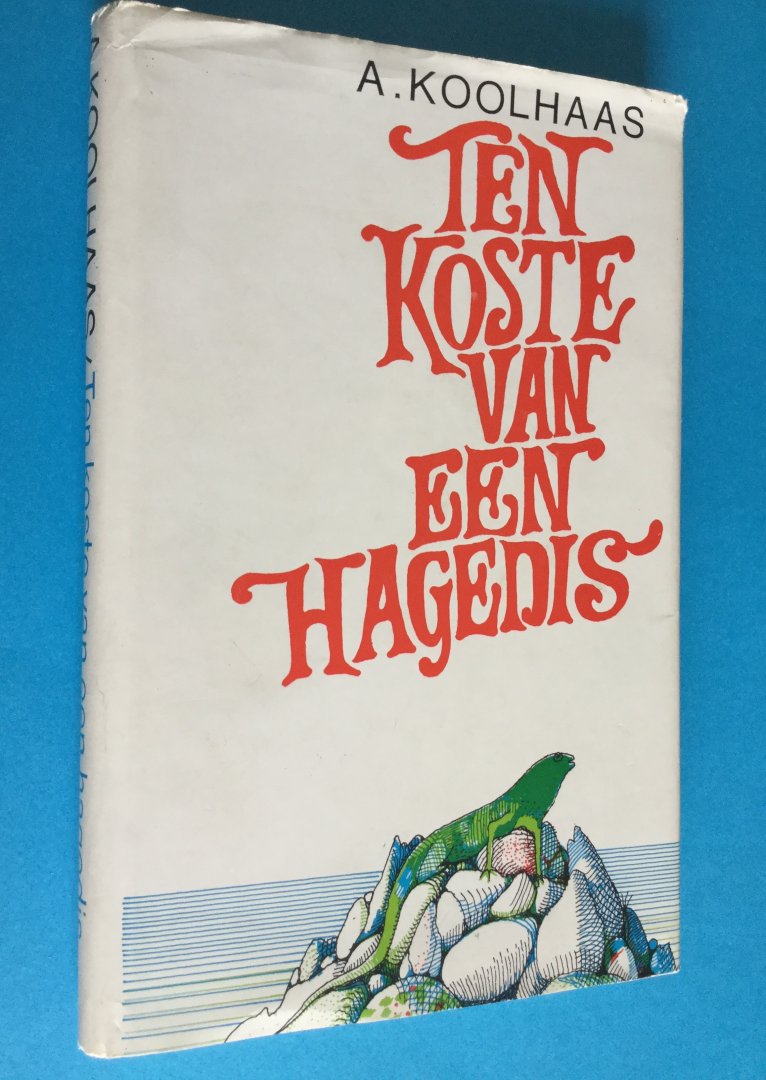 A. KOOLHAAS
TEN
KOSTE
VAN
EEN
HAGEDIS
A. KOOLHAAS / Ten koste van een hagedis